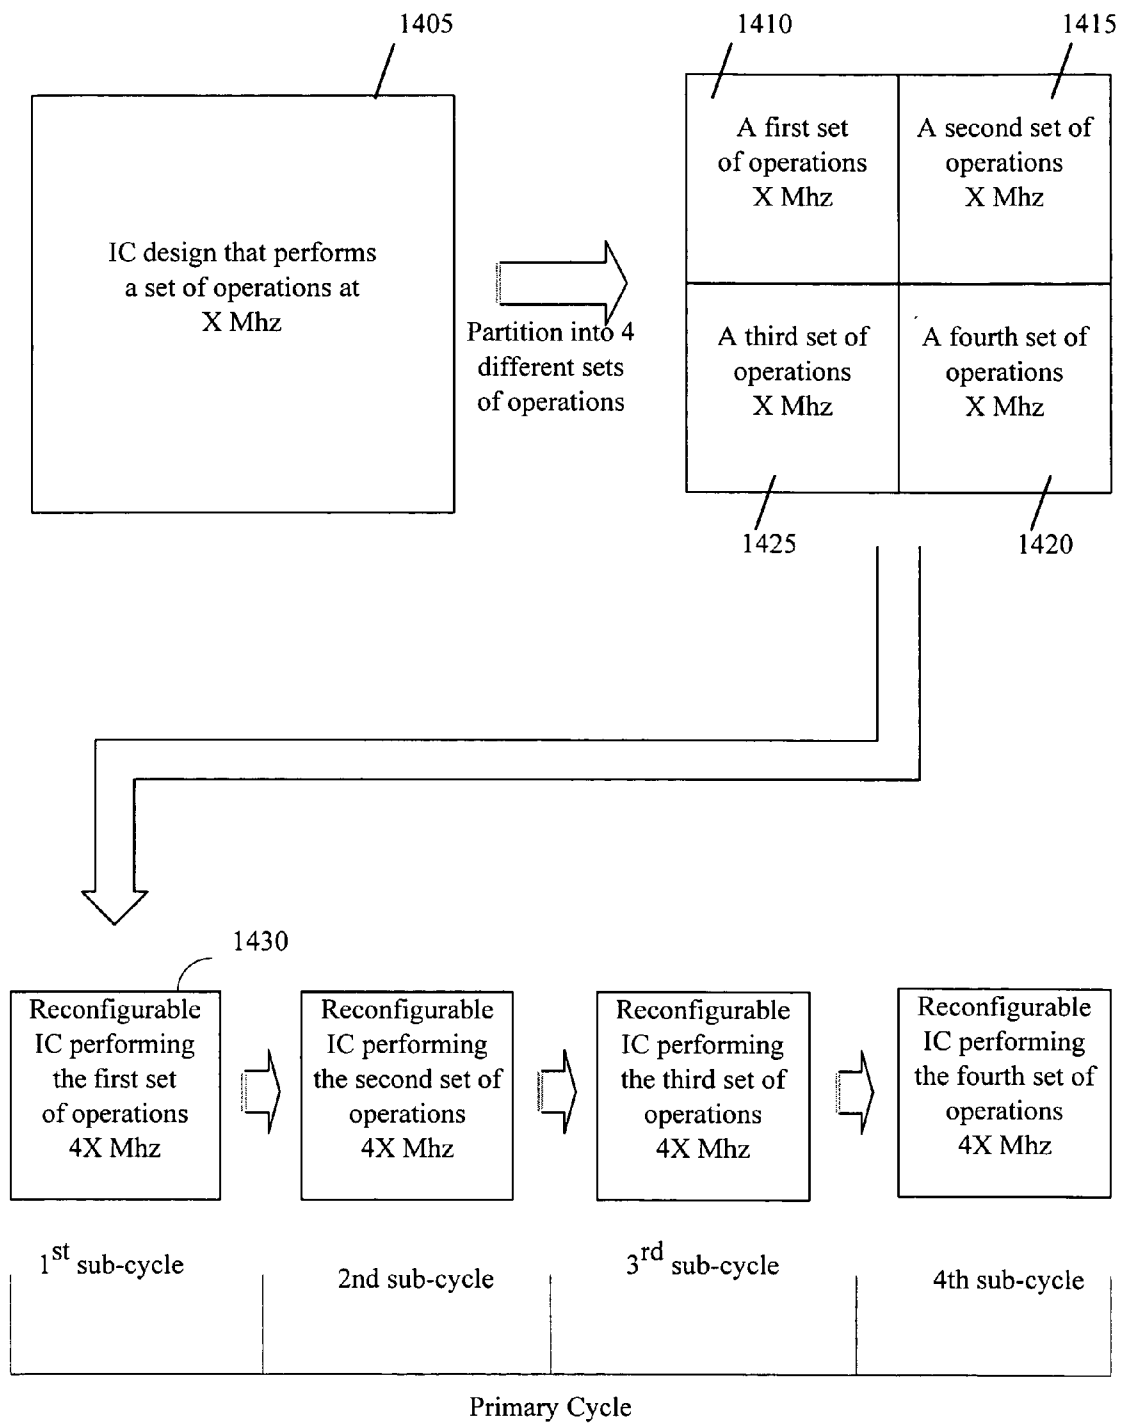 1405
1410
1415
IC design that performs
a set of operations at
X Mhz
Partition into 4
different sets
of operations
A first set
of operations
X Mhz
A second set of
operations
X Mhz
A third set of
operations
X Mhz
A fourth set of
operations
X Mhz
1425
1420
1430
Reconfigurable
IC performing
the first set
of operations
4X Mhz
Reconfigurable
IC performing
the second set of
operations
4X Mhz
Reconfigurable
IC performing
the third set of
operations
4X Mhz
Reconfigurable
IC performing
the fourth set of
operations
4X Mhz
1st sub-cycle
2nd sub-cycle
3rd sub-cycle
4th sub-cycle
Primary Cycle